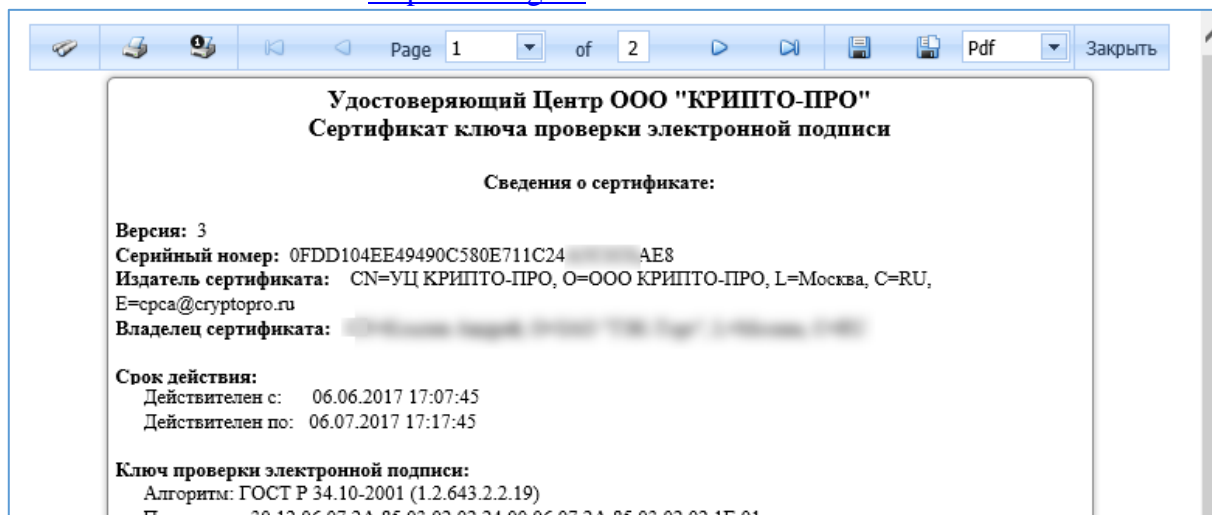 Page 1 of 2 Pdf Закрыть
Удостоверяющий Центр ООО "КРИПТО-ПРО"
Сертификат ключа проверки электронной подписи
Сведения о сертификате:
Версия: 3
Серийный номер: 0FDD104EE49490C580E711C24 AE8
Издатель сертификата: CN=УЦ КРИПТО-ПРО, O=ООО КРИПТО-ПРО, L=Москва, C=RU,
E=cpca@cryptopro.ru
Владелец сертификата:
Срок действия:
Действителен с: 06.06.2017 17:07:45
Действителен по: 06.07.2017 17:17:45
Ключ проверки электронной подписи:
Алгоритм: ГОСТ Р 34.10-2001 (1.2.643.2.2.19)